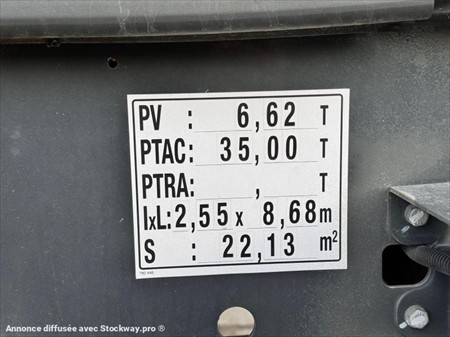 PV : 6,62 T
PTAC: 35,00 T
PTRA: , T
IxL:2,55 x 8,68m
S : 22,13 m²
Annonce diffusée avec Stockway.pro ®